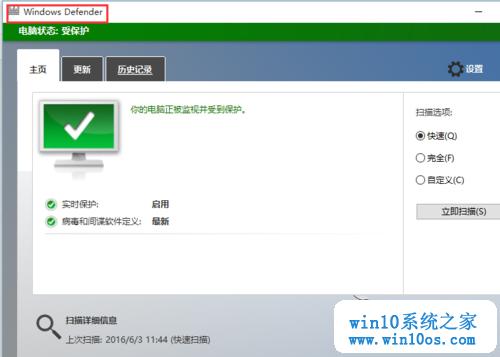 Windows Defender
电脑状态: 受保护
主页 更新 历史记录 设置
你的电脑正被监视并受到保护。
扫描选项:
快速(Q)
完全(F)
自定义(C)
立即扫描(S)
实时保护: 启用
病毒和间谍软件定义: 最新
扫描详细信息
上次扫描: 2016/6/3 11:44 (快速扫描)
win10系统之家
www.win10os.com